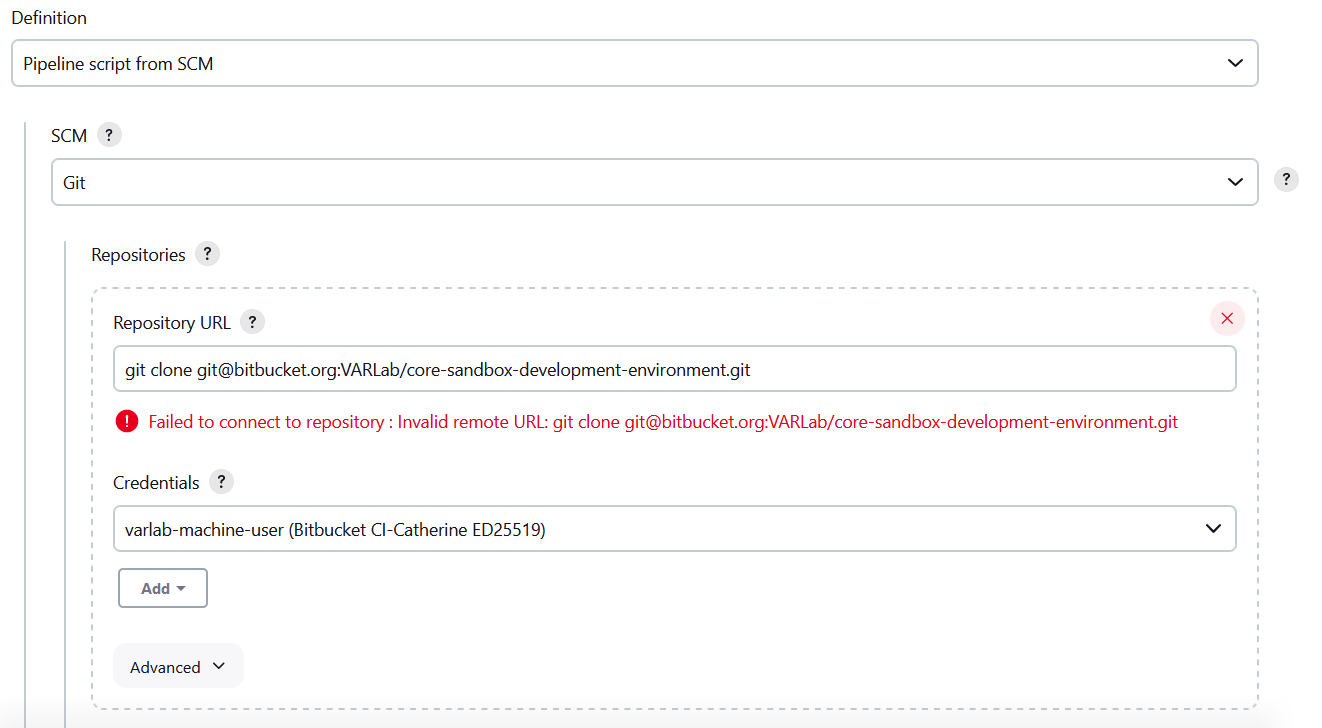 Definition
Pipeline script from SCM
SCM ?
Git
?
Repositories ?
Repository URL ?
git clone git@bitbucket.org:VARLab/core-sandbox-development-environment.git
! Failed to connect to repository : Invalid remote URL: git clone git@bitbucket.org:VARLab/core-sandbox-development-environment.git
Credentials ?
varlab-machine-user (Bitbucket CI-Catherine ED25519)
Add
Advanced